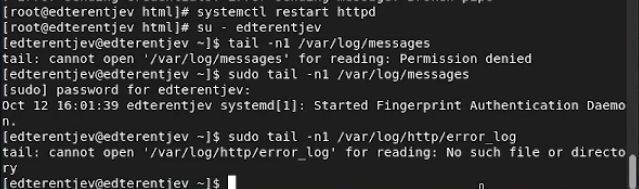 [root@edterentjev html]# systemctl restart httpd
[root@edterentjev html]# su - edterentjev
[edterentjev@edterentjev ~]$ tail -n1 /var/log/messages
tail: cannot open '/var/log/messages' for reading: Permission denied
[edterentjev@edterentjev ~]$ sudo tail -n1 /var/log/messages
[sudo] password for edterentjev:
Oct 12 16:01:39 edterentjev systemd[1]: Started Fingerprint Authentication Daemo
n.
[edterentjev@edterentjev ~]$ sudo tail -n1 /var/log/http/error_log
tail: cannot open '/var/log/http/error_log' for reading: No such file or directo
ry
[edterentjev@edterentjev ~]$